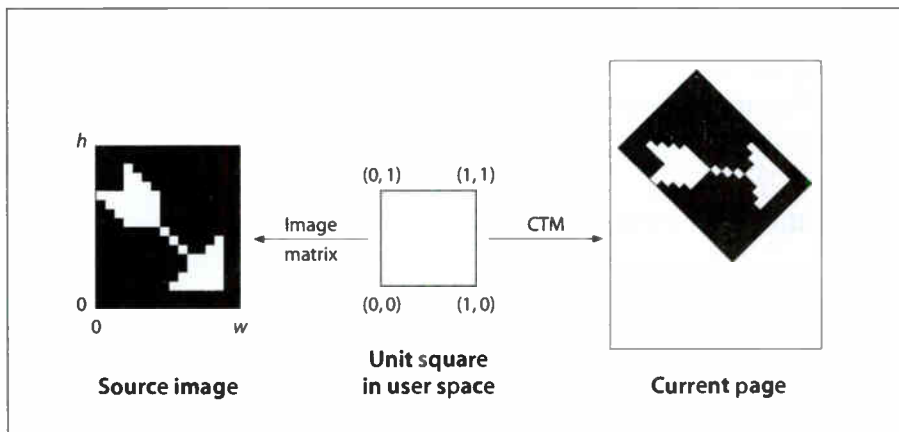 h
(0, 1)
(1, 1)
Image
matrix
CTM
0
0
w
(0,0)
(1,0)
Source image
Unit square
in user space
Current page